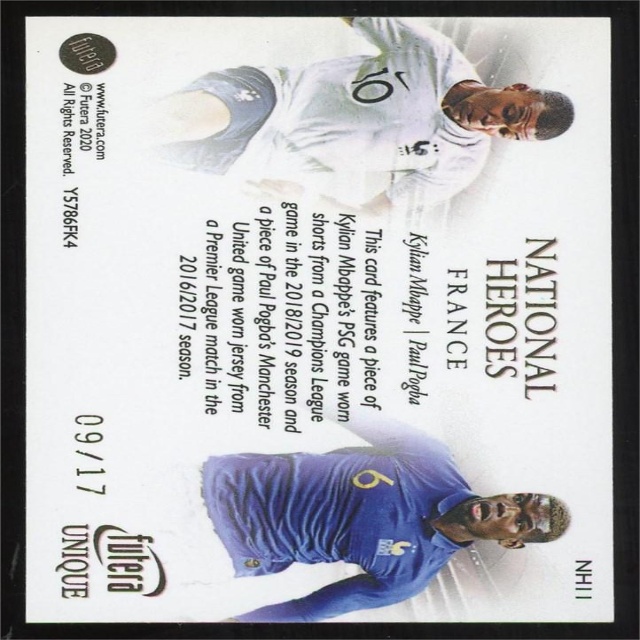 NH11
NATIONAL
HEROES
FRANCE
Kylian Mbappe | Paul Pogba
10
6
This card features a piece of
Kylian Mbappe's PSG game worn
shorts from a Champions League
game in the 2018/2019 season and
a piece of Paul Pogba's Manchester
United game worn jersey from
a Premier League match in the
2016/2017 season.
futera
www.futera.com
© Futera 2020
All Rights Reserved. Y5786FK4
09/17
futera
UNIQUE